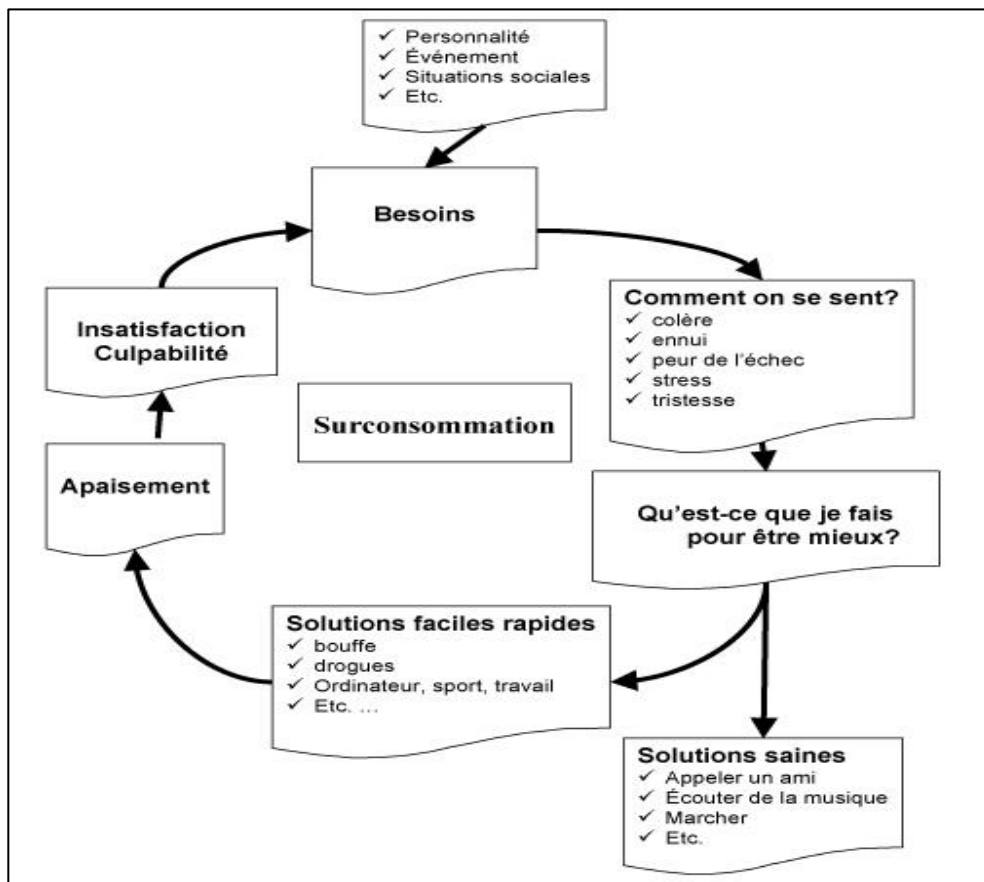 ✓ Personnalité
✓ Événement
✓ Situations sociales
✓ Etc.
Besoins
Comment on se sent?
✓ colère
✓ ennui
✓ peur de l'échec
✓ stress
✓ tristesse
Insatisfaction
Culpabilité
Surconsommation
Apaisement
Qu'est-ce que je fais
pour être mieux?
Solutions faciles rapides
✓ bouffe
✓ drogues
✓ Ordinateur, sport, travail
✓ Etc. ...
Solutions saines
✓ Appeler un ami
✓ Écouter de la musique
✓ Marcher
✓ Etc.